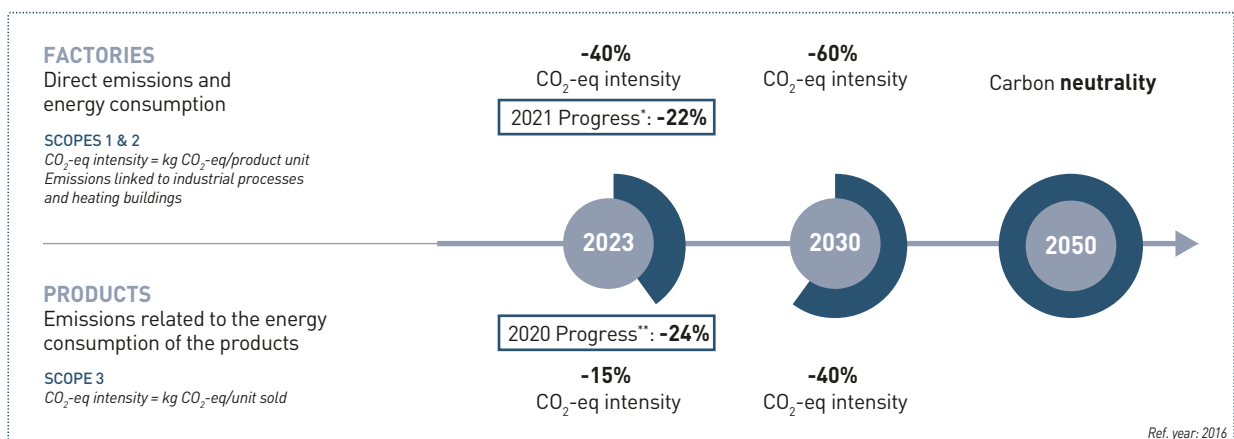 FACTORIES
Direct emissions and
energy consumption
SCOPES 1 & 2
CO₂-eq intensity = kg CO₂-eq/product unit
Emissions linked to industrial processes
and heating buildings
-40%
CO₂-eq intensity
2021 Progress*: -22%
-60%
CO₂-eq intensity
Carbon neutrality
2023
2030
2050
PRODUCTS
Emissions related to the energy
consumption of the products
SCOPE 3
CO₂-eq intensity = kg CO₂-eq/unit sold
2020 Progress**: -24%
-15%
CO₂-eq intensity
-40%
CO₂-eq intensity
Ref. year: 2016